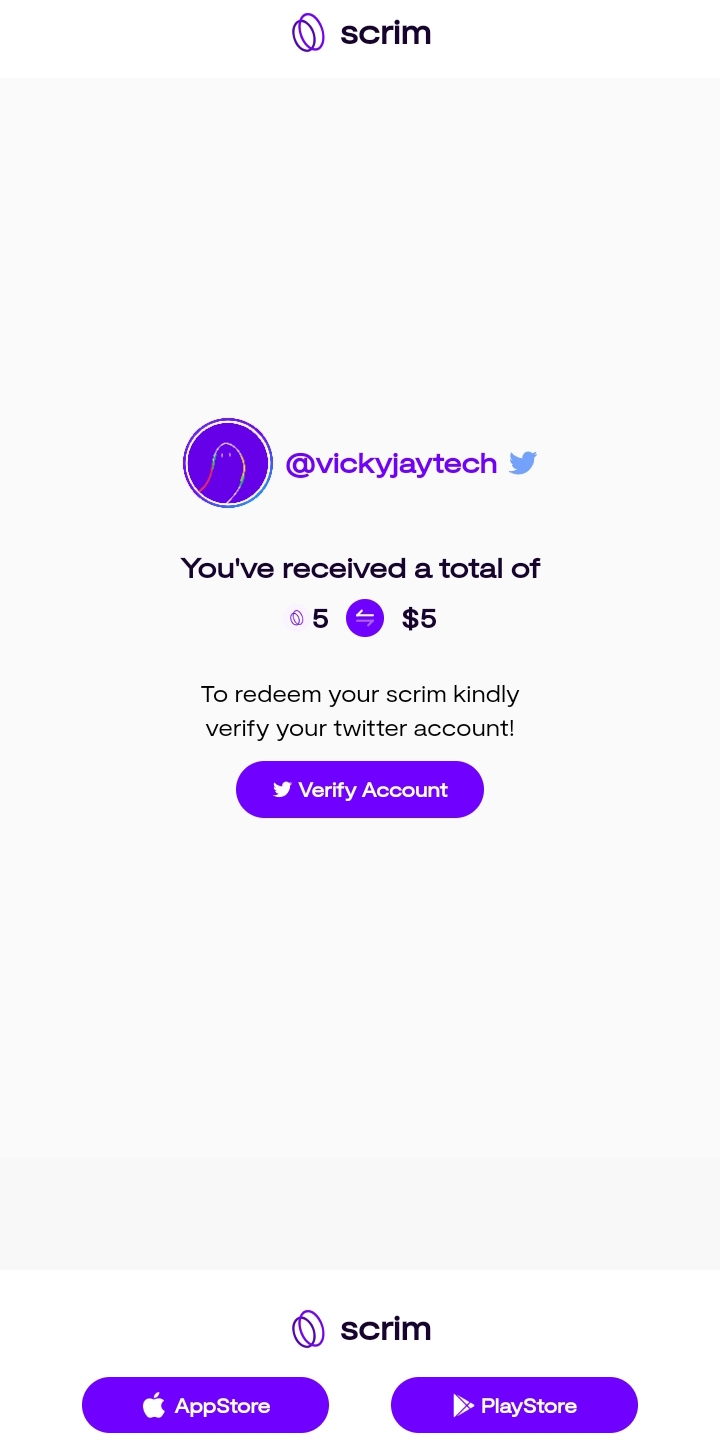 scrim
@vickyjaytech
You've received a total of
5 $5
To redeem your scrim kindly
verify your twitter account!
Verify Account
scrim
AppStore PlayStore